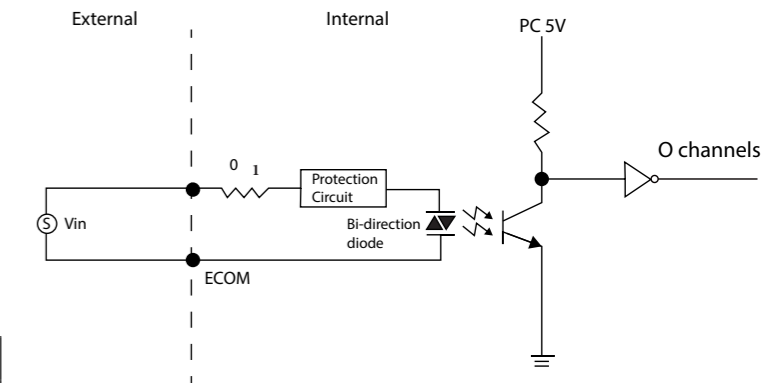 External
Internal
PC 5V
O channels
0 1
Protection
Circuit
S Vin
Bi-direction
diode
ECOM